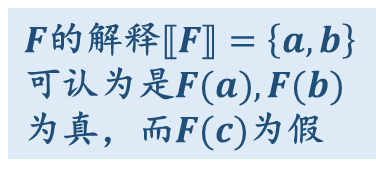 F的解释⟦F⟧ = {a, b}
可认为是F(a), F(b)
为真，而F(c)为假